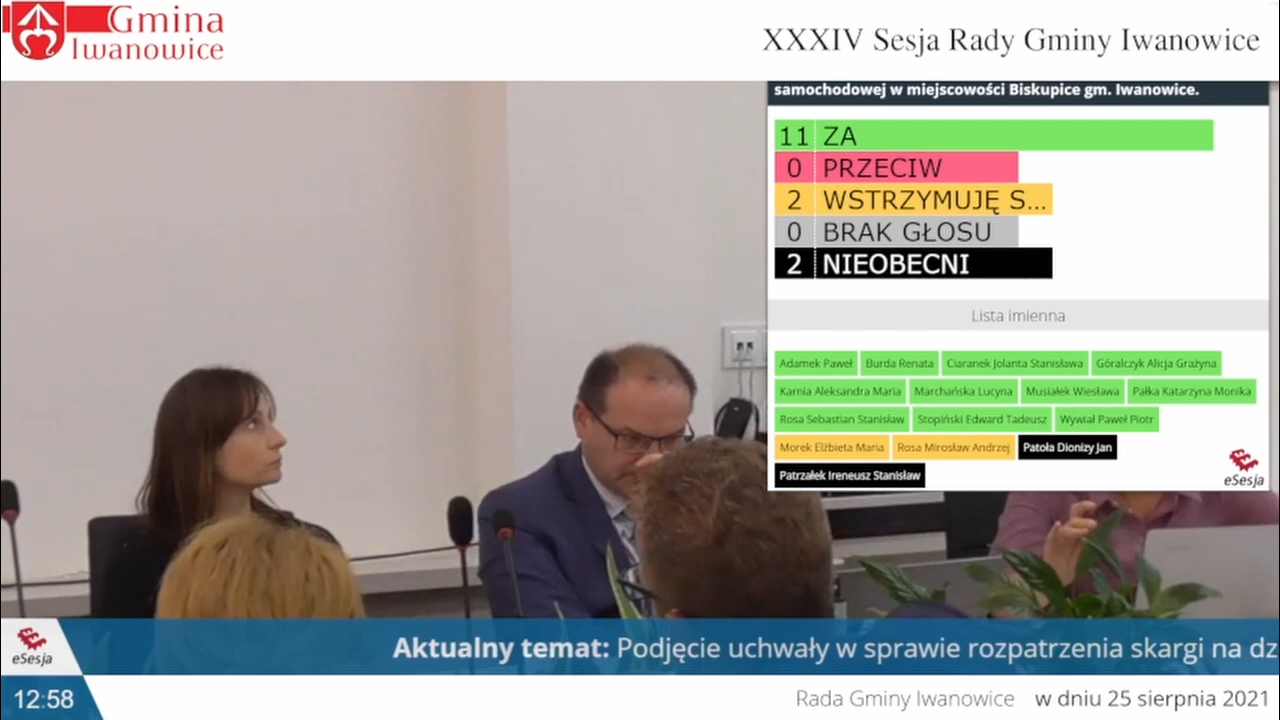 Gmina
Iwanowice
XXXIV Sesja Rady Gminy Iwanowice
samochodowej w miejscowości Biskupice gm. Iwanowice.
11 ZA
0 PRZECIW
2 WSTRZYMUJĘ S...
0 BRAK GŁOSU
2 NIEOBECNI
Lista imienna
Adamek Paweł Burda Renata Ciaranek Jolanta Stanisława Góralczyk Alicja Grażyna
Karnia Aleksandra Maria Marchańska Lucyna Musiałek Wiesława Pałka Katarzyna Monika
Rosa Sebastian Stanisław Stopiński Edward Tadeusz Wywiał Paweł Piotr
Morek Elżbieta Maria Rosa Mirosław Andrzej Patoła Dionizy Jan
Patrzałek Ireneusz Stanisław
eSesja
eSesja
Aktualny temat: Podjęcie uchwały w sprawie rozpatrzenia skargi na dz
12:58
Rada Gminy Iwanowice w dniu 25 sierpnia 2021